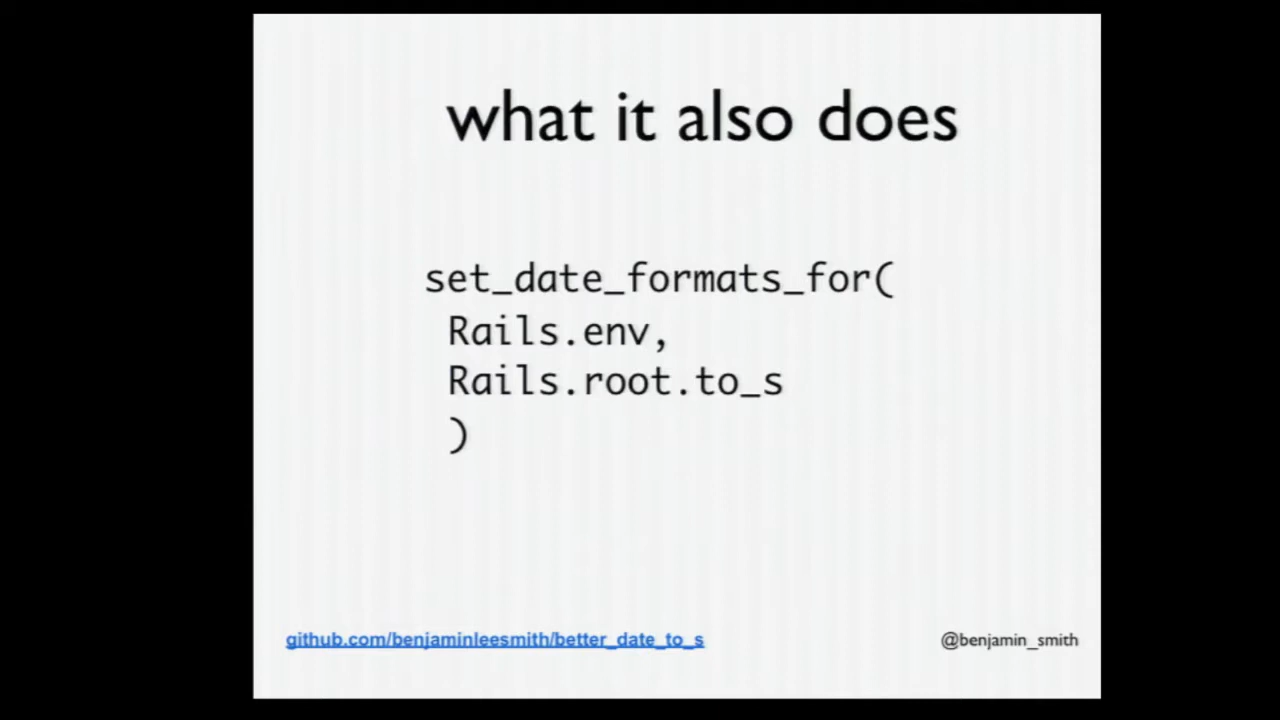 what it also does
set_date_formats_for(
Rails.env,
Rails.root.to_s
)
github.com/benjaminleesmith/better_date_to_s
@benjamin_smith